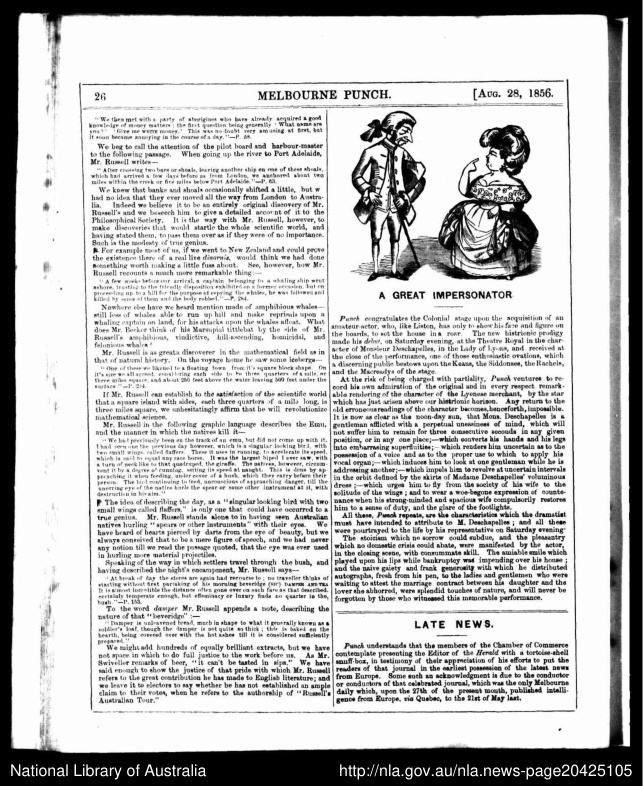 26
MELBOURNE PUNCH.
[AUG. 28, 1856.
"We then met with a party of aborigines who have already acquired a good
knowledge of money matters; the first question being generally 'What name are
you?' 'Give me worry money.' This was no doubt very amusing at first, but
it soon became annoying in the course of a day."—P. 58.
We beg to call the attention of the pilot board and harbour-master
to the following passage. When going up the river to Port Adelaide,
Mr. Russell writes—
"After crossing two bars or shoals, leaving another ship on one of these shoals,
which had arrived a few days before us from London, we anchored about two
miles within the creek or five miles below Port Adelaide."—P. 63.
We knew that banks and shoals occasionally shifted a little, but w
had no idea that they ever moved all the way from London to Austra-
lia. Indeed we believe it to be an entirely original discovery of Mr.
Russell's and we beseech him to give a detailed account of it to the
Philosophical Society. It is the way with Mr. Russell, however, to
make discoveries that would startle the whole scientific world, and
having stated them, to pass them over as if they were of no importance.
Such is the modesty of true genius.
For example most of us, if we went to New Zealand and could prove
the existence there of a real live dinornis, would think we had done
something worth making a little fuss about. See, however, how Mr.
Russell recounts a much more remarkable thing:—
"A few weeks before our arrival, a captain belonging to a whaling ship went
ashore, trusting to the friendly disposition exhibited on a former occasion, but on
proceeding up to a hill for the purpose of espying the whales, he was followed and
killed by some of them and the body robbed."—P. 284.
Nowhere else have we heard mention made of amphibious whales—
still less of whales able to run up hill and make reprisals upon a
whaling captain on land, for his attacks upon the whales afloat. What
does Mr. Becker think of his Marsupial tittlebat by the side of Mr.
Russell's amphibious, vindictive, hill-ascending, homicidal, and
felonious whales?
Mr. Russell is as great a discoverer in the mathematical field as in
that of natural history. On the voyage home he saw some icebergs—
"One of these we likened to a floating town from it's square block shape. On
it's size we all agreed, considering each side to be three quarters of a mile, or
three miles square, and about 250 feet above the water leaving 500 feet under the
surface."—P. 294.
If Mr. Russell can establish to the satisfaction of the scientific world
that a square island with sides, each three quarters of a mile long, is
three miles square, we unhesitatingly affirm that he will revolutionize
mathematical science.
Mr. Russell in the following graphic language describes the Emu,
and the manner in which the natives kill it—
"We had previously been on the track of an emu, but did not come up with it,
I had seen one the previous day however, which is a singular looking bird, with
two small wings, called flaffers. These it uses in running, to accelerate its speed,
which is said to equal any race horse. It was the largest biped I ever saw, with
a turn of neck like to that quadruped, the giraffe. The natives, however, circum-
vent it by a degree of cunning, setting its speed at naught. This is done by ap-
proaching it when feeding, under cover of a bush, which they carry before their
person. The bird continuing to feed, unconscious of approaching danger, till the
unerring eye of the native hurls the spear or some other instrument at it, with
destruction in his aim."
The idea of describing the day, as a "singular looking bird with two
small wings called flaffers," is only one that could have occurred to a
true genius. Mr. Russell stands alone to in having seen Australian
natives hurling "spears or other instruments" with their eyes. We
have heard of hearts pierced by darts from the eye of beauty, but we
always conceived that to be a mere figure of speech, and we had never
any notion till we read the passage quoted, that the eye was ever used
in hurling more material projectiles.
Speaking of the way in which settlers travel through the bush, and
having described the night's encampment, Mr. Russell says—
"At break of day the stores are again had recourse to; no traveller thinks of
starting without first partaking of his morning beveridge (SIC) DAMPER AND TEA
It is almost incredible the distance often gone over on such fare as that described,
certainly temperate enough, but effeminacy or luxury finds no quarter in the
bush."—P. 193.
To the word damper Mr. Russell appends a note, describing the
nature of that "beveridge":—
"Damper is unleavened bread, much in shape to what it generally known as a
soldier's loaf, though the damper is not quite so thick; this is baked on the
hearth, being covered over with the hot ashes till it is considered sufficiently
prepared."
We might add hundreds of equally brilliant extracts, but we have
not space in which to do full justice to the work before us. As Mr.
Swiveller remarks of beer, "it can't be tasted in sips." We have
said enough to show the justice of that pride with which Mr. Russell
refers to the great contribution he has made to English literature; and
we leave it to electors to say whether he has not established an ample
claim to their votes, when he refers to the authorship of "Russell's
Australian Tour."
A GREAT IMPERSONATOR
Punch congratulates the Colonial stage upon the acquisition of an
amateur-actor, who, like Liston, has only to show his face and figure on
the boards, to set the house in a roar. The new histrionic prodigy
made his debut, on Saturday evening, at the Theatre Royal in the char-
acter of Monsieur Deschapelles, in the Lady of Lyons, and received at
the close of the performance, one of those enthusiastic ovations, which
a discerning public bestows upon the Keans, the Siddonses, the Rachels,
and the Macreadys of the stage.
At the risk of being charged with partiality, Punch ventures to re-
cord his own admiration of the original and in every respect remark-
able rendering of the character of the Lyonese merchant, by the star
which has just arisen above our histrionic horison. Any return to the
old erroneous readings of the character becomes, henceforth, impossible.
It is now as clear as the noon-day sun, that Mons. Deschapelles is a
gentleman afflicted with a perpetual uneasiness of mind, which will
not suffer him to remain for three consecutive seconds in any given
position, or in any one place;—which converts his hands and his legs
into embarrassing superfluities;—which renders him uncertain as to the
possession of a voice and as to the proper use to which to apply his
vocal organ;—which induces him to look at one gentleman while he is
addressing another;—which impels him to revolve at uncertain intervals
in the orbit defined by the skirts of Madame Deschapelles' voluminous
dress;—which urges him to fly from the society of his wife to the
solitude of the wings; and to wear a woe-begone expression of counte-
nance when his strong-minded and spacious wife compulsorily restores
him to a sense of duty, and the glare of the footlights.
All these, Punch repeats, are the characteristics which the dramatist
must have intended to attribute to M. Deschapelles; and all these
were pourtrayed to the life by his representative on Saturday evening.
The stoicism which no sorrow could subdue, and the pleasantry
which no domestic crisis could abate, were manifested by the actor,
in the closing scene, with consummate skill. The amiable smile which
played upon his lips while bankruptcy was impending over his house;
and the naive gaiety and frank generosity with which he distributed
autographs, fresh from his pen, to the ladies and gentlemen who were
waiting to attest the marriage contract between his daughter and the
lover she abhorred, were splendid touches of nature, and will never be
forgotten by those who witnessed this memorable performance.
LATE NEWS.
Punch understands that the members of the Chamber of Commerce
contemplate presenting the Editor of the Herald with a tortoise-shell
snuff-box, in testimony of their appreciation of his efforts to put the
readers of that journal in the earliest possession of the latest news
from Europe. Some such an acknowledgment is due to the conductor
or conductors of that celebrated journal, which was the only Melbourne
daily which, upon the 27th of the present month, published intelli-
gence from Europe, via Quebec, to the 21st of May last.
National Library of Australia
http://nla.gov.au/nla.news-page20425105